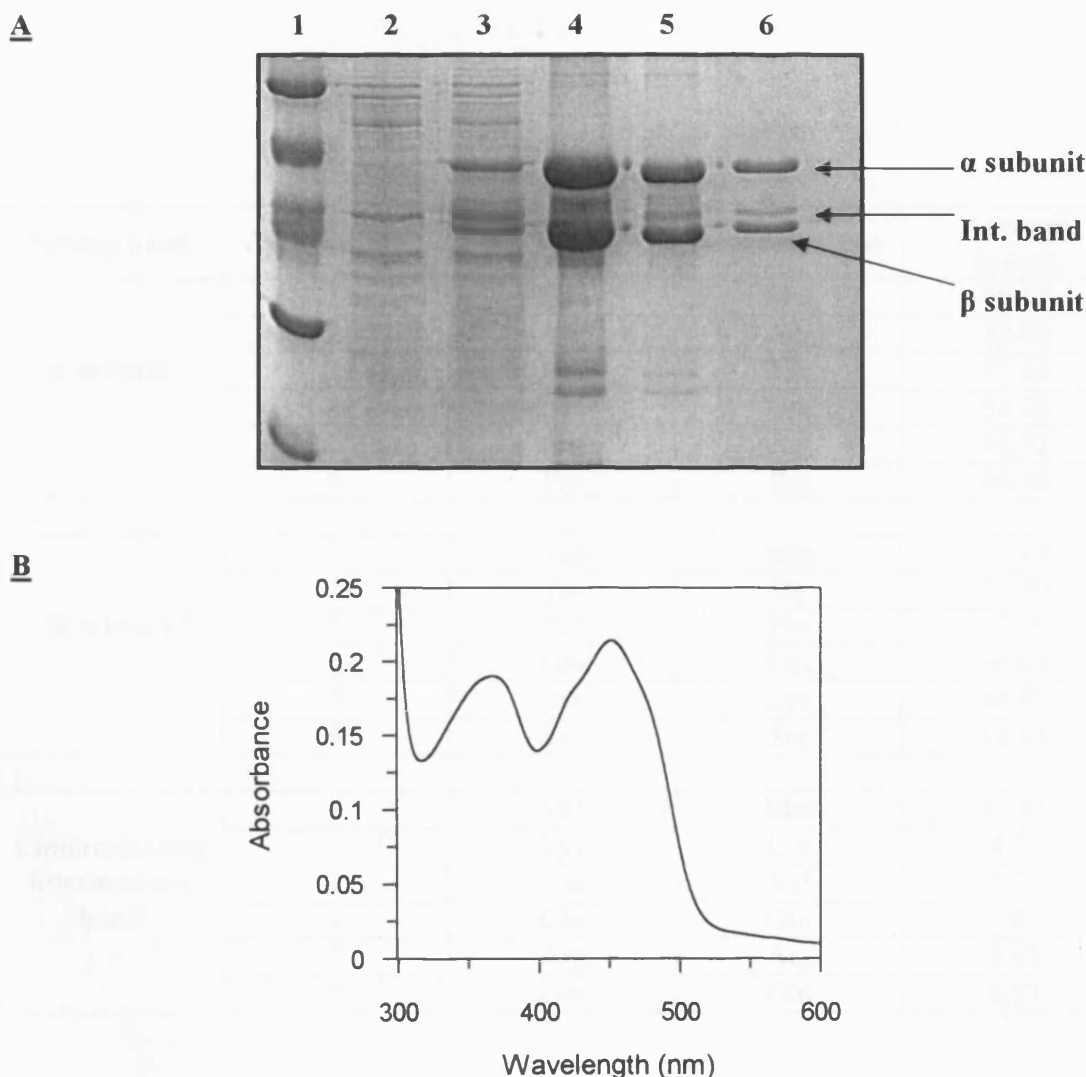 A
1 2 3 4 5 6
α subunit
Int. band
β subunit
B
0.25
0.2
0.15
0.1
0.05
0
Absorbance
300 400 500 600
Wavelength (nm)